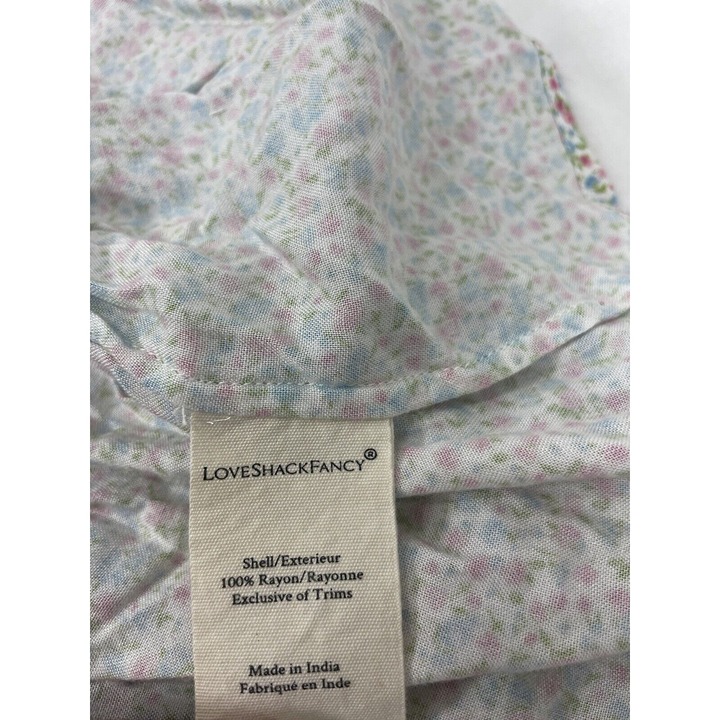 LOVESHACKFANCY®
Shell/Exterieur
100% Rayon/Rayonne
Exclusive of Trims
Made in India
Fabriqué en Inde